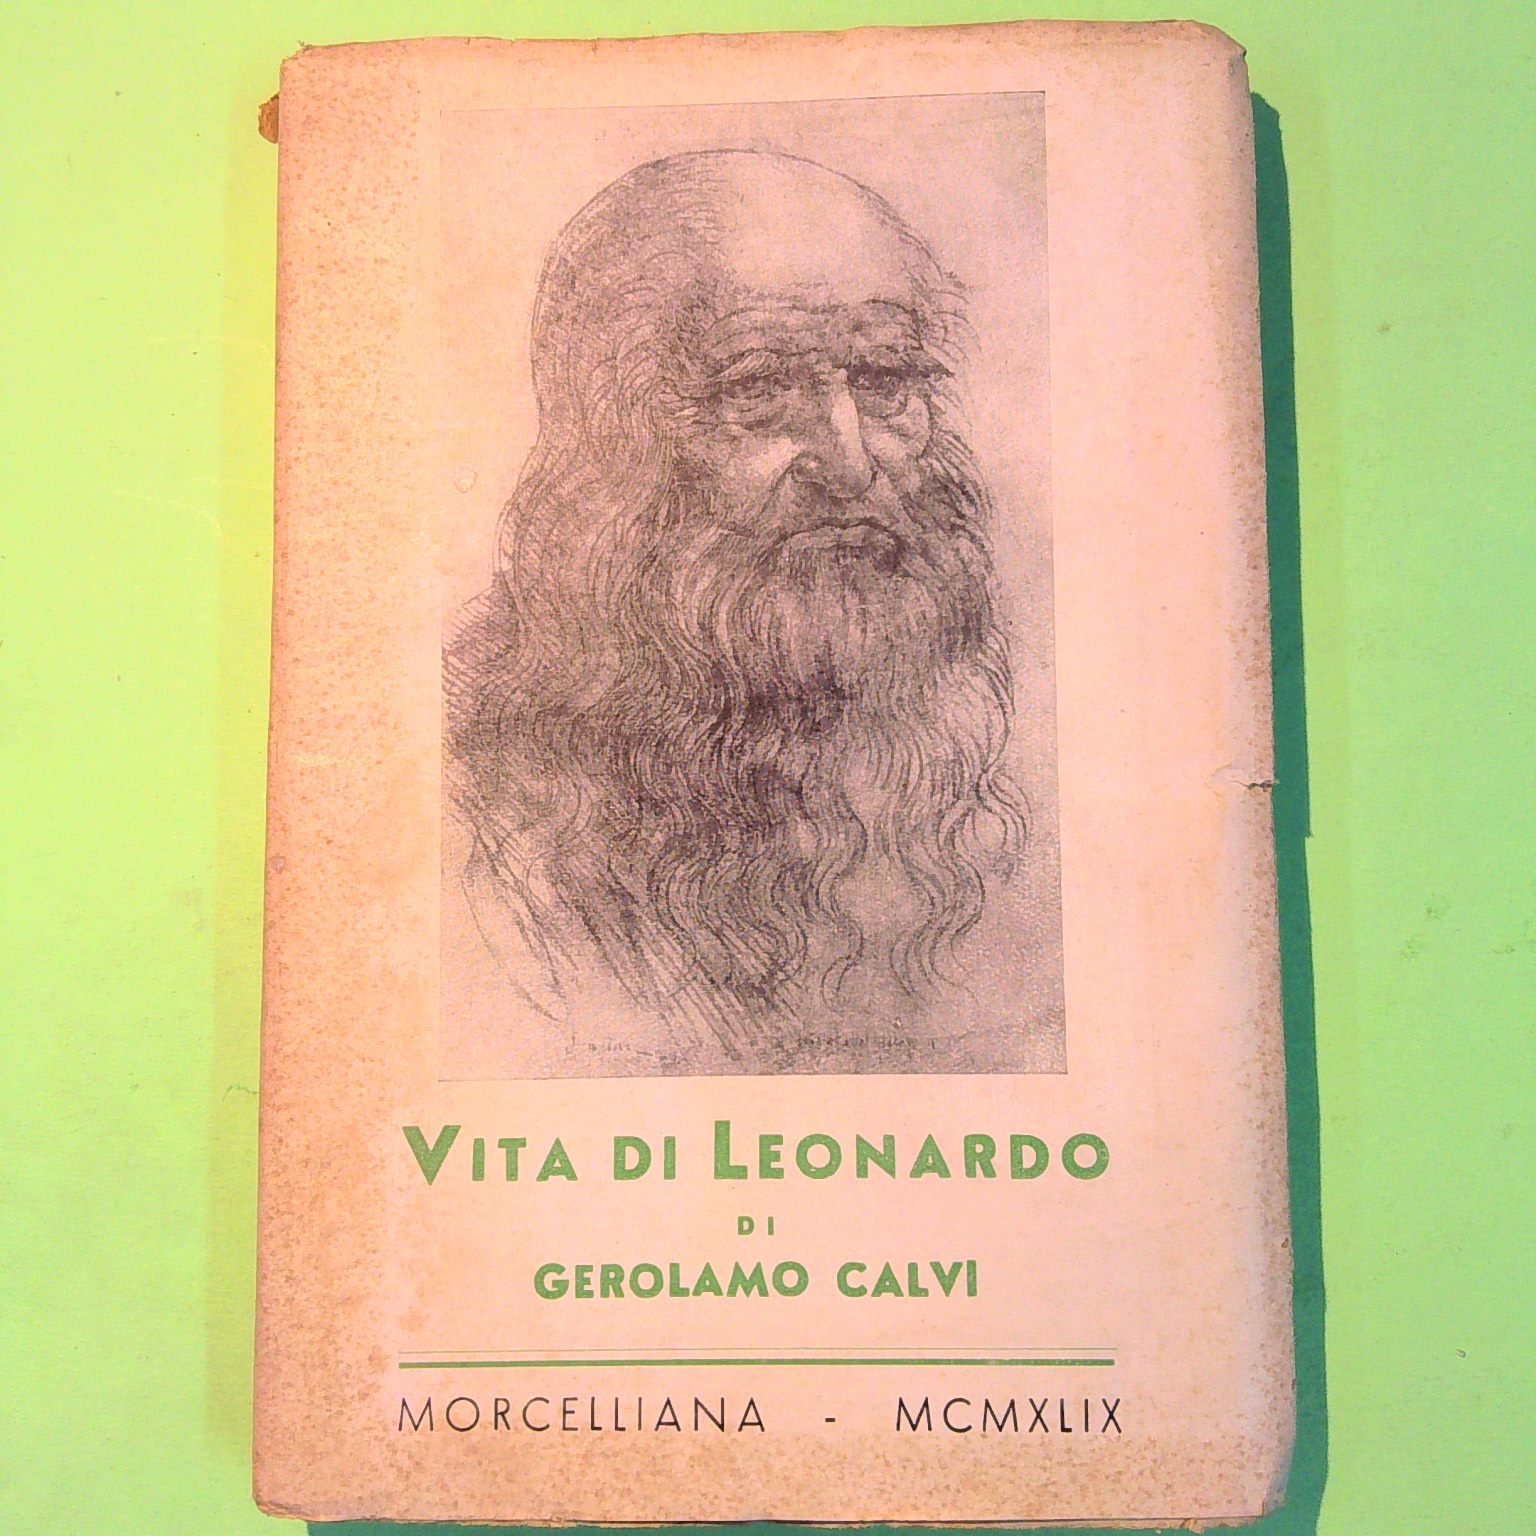 VITA DI LEONARDO
DI
GEROLAMO CALVI
MORCELLIANA - MCMXLIX